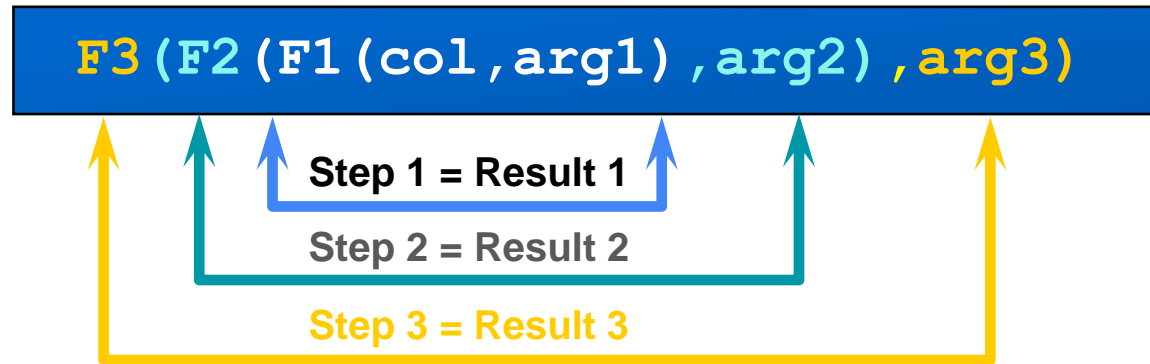 F3(F2(F1(col,arg1),arg2),arg3)
Step 1 = Result 1
Step 2 = Result 2
Step 3 = Result 3